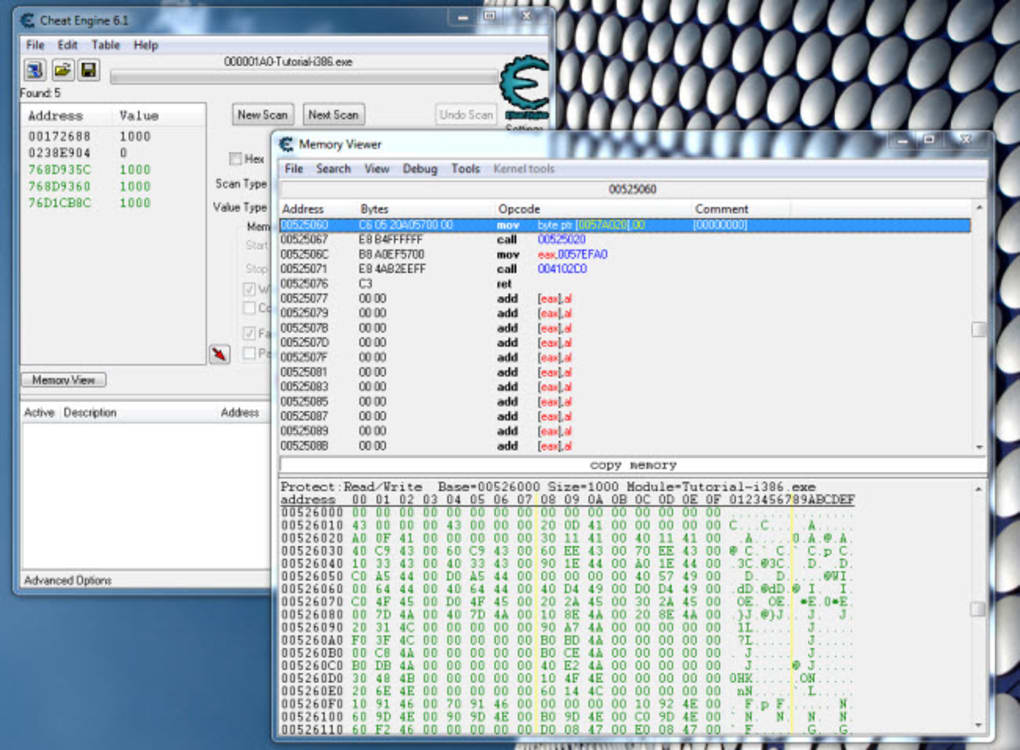 Cheat Engine 6.1
File Edit Table Help
000001A0-Tutorial-i386.exe
Found: 5
Address Value
New Scan Next Scan Undo Scan
Settings
00172688 1000
0238E904 0
768D935C 1000
768D9360 1000
76D1CB8C 1000
Hex
Scan Type
Value Type
Mem
Start
Stop
Memory View
Active Description Address
Advanced Options
Memory Viewer
File Search View Debug Tools Kernel tools
00525060
Address Bytes Opcode Comment
00525060 C6 05 20A05700 00 mov byte ptr [0057A020],00 [00000000]
00525067 E8 B4FFFFFF call 00525020
0052506C B8 A0EF5700 mov eax,0057EFA0
00525071 E8 4AB2EEFF call 004102C0
00525076 C3 ret
00525077 00 00 add [eax],al
00525079 00 00 add [eax],al
0052507B 00 00 add [eax],al
0052507D 00 00 add [eax],al
0052507F 00 00 add [eax],al
00525081 00 00 add [eax],al
00525083 00 00 add [eax],al
00525085 00 00 add [eax],al
00525087 00 00 add [eax],al
00525089 00 00 add [eax],al
0052508B 00 00 add [eax],al
copy memory
Protect:Read/Write Base=00526000 Size=1000 Module=Tutorial-i386.exe
address 00 01 02 03 04 05 06 07 08 09 0A 0B 0C 0D 0E 0F 0123456789ABCDEF
00526000 00 00 00 00 00 00 00 00 00 00 00 00 00 00 00 00 ................
00526010 43 00 00 00 43 00 00 00 20 0D 41 00 00 00 00 00 C...C... .A.....
00526020 A0 0F 41 00 00 00 00 00 30 11 41 00 40 11 41 00
00526030 40 C9 43 00 60 C9 43 00 60 EE 43 00 70 EE 43 00
00526040 10 33 43 00 40 33 43 00 90 1E 44 00 A0 1E 44 00
00526050 C0 A5 44 00 D0 A5 44 00 00 00 00 00 40 57 49 00
00526060 00 64 44 00 40 64 44 00 40 D4 49 00 D0 D4 49 00
00526070 C0 4F 45 00 D0 4F 45 00 20 2A 45 00 30 2A 45 00
00526080 00 7D 4A 00 40 7D 4A 00 10 8E 4A 00 20 8E 4A 00
00526090 20 31 4C 00 00 00 00 00 90 A7 4A 00 00 00 00 00
005260A0 F0 3F 4C 00 00 00 00 00 B0 BD 4A 00 00 00 00 00
005260B0 00 C8 4A 00 00 00 00 00 B0 CE 4A 00 00 00 00 00
005260C0 B0 DB 4A 00 00 00 00 00 40 E2 4A 00 00 00 00 00
005260D0 30 48 4B 00 00 00 00 00 10 4F 4E 00 00 00 00 00
005260E0 20 6E 4E 00 00 00 00 00 60 14 4C 00 00 00 00 00
005260F0 10 91 46 00 70 91 46 00 00 00 00 00 10 92 4E 00
00526100 60 9D 4E 00 90 9D 4E 00 B0 9D 4E 00 C0 9D 4E 00
00526110 60 F2 46 00 00 00 00 00 D0 08 47 00 E0 08 47 00